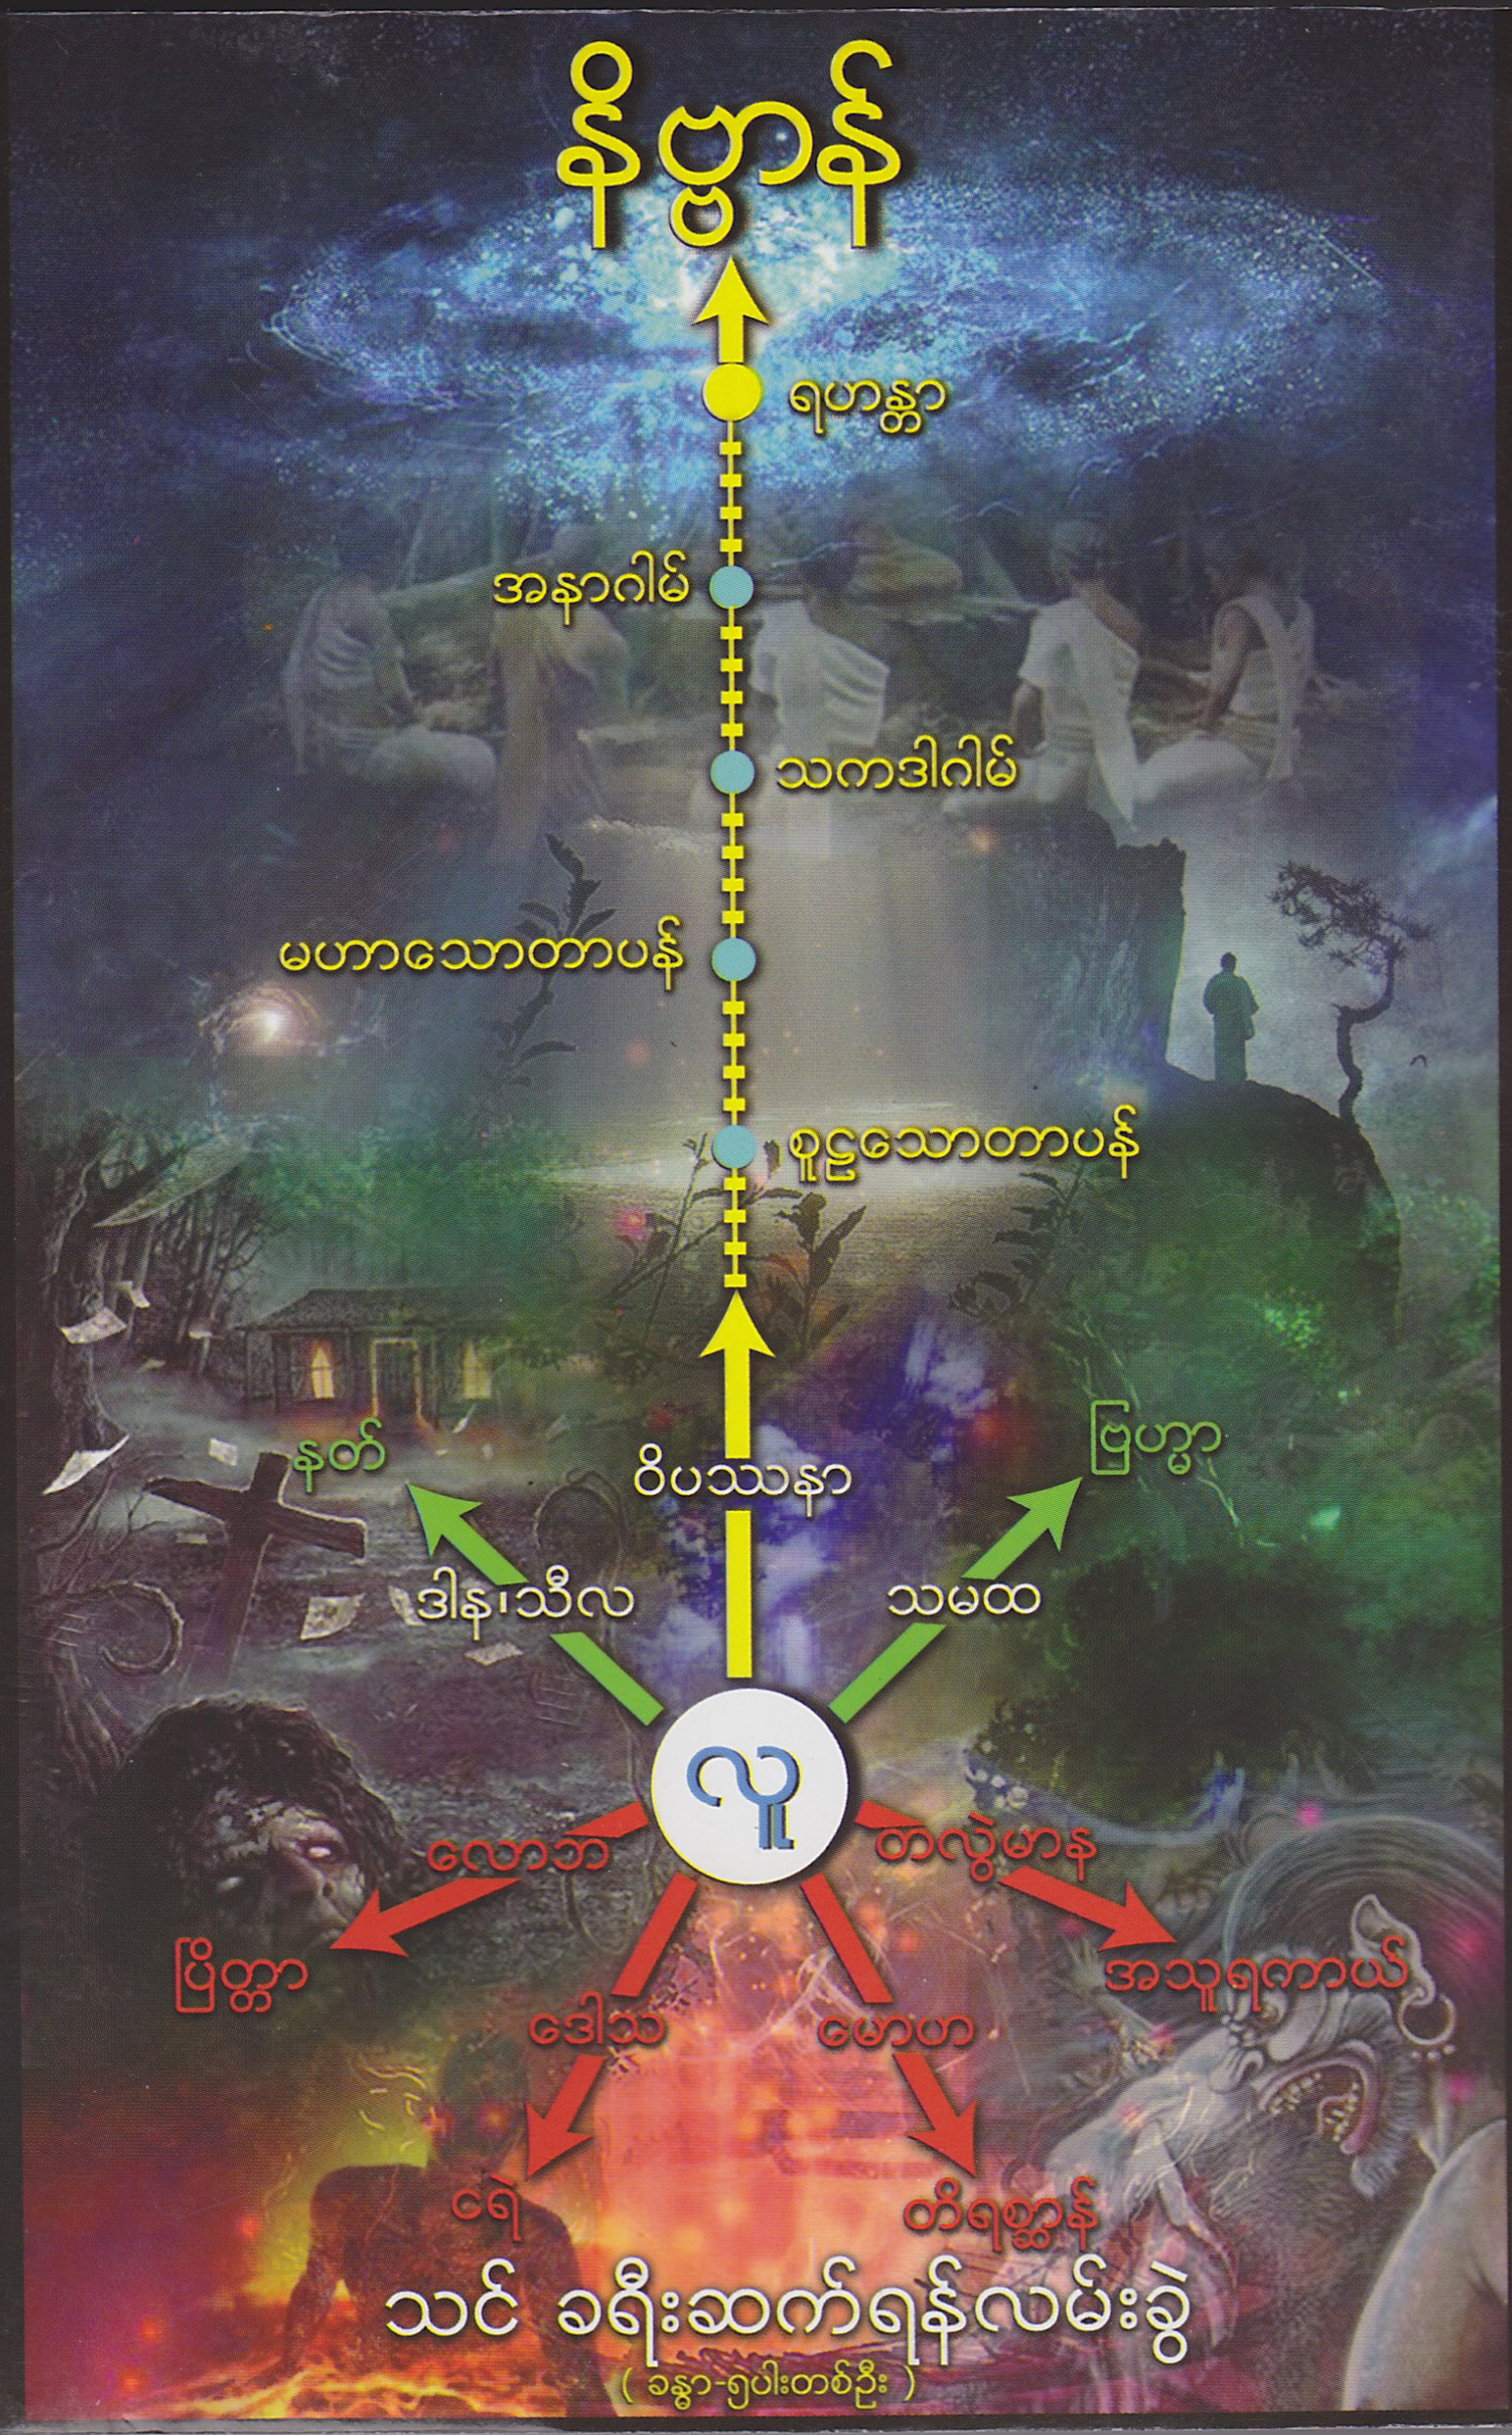 နိဗ္ဗာန်
ရဟန္တာ
အနာဂါမ်
သကဒါဂါမ်
မဟာသောတာပန်
စူဠသောတာပန်
နတ်
ဝိပဿနာ
ဗြဟ္မာ
ဒါန၊သီလ
သမထ
လူ
လောဘ
တလွဲမာန
ပြိတ္တာ
အသူရကာယ်
ဒေါသ
မောဟ
ငရဲ
တိရစ္ဆာန်
သင် ခရီးဆက်ရန်လမ်းခွဲ
( ခန္ဓာ-၅ပါးတစ်ဦး )